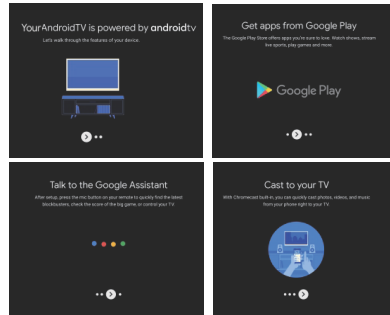 YourAndroidTV is powered by androidtv
Let's walk through the features of your device.
Get apps from Google Play
The Google Play Store offers apps you're sure to love. Watch shows, stream
live sports, play games and more.
Google Play
Talk to the Google Assistant
After setup, press the mic button on your remote to quickly find the latest
blockbusters, check the score of the big game, or control your TV.
Cast to your TV
With Chromecast built-in, you can quickly cast photos, videos, and music
from your phone right to your TV.